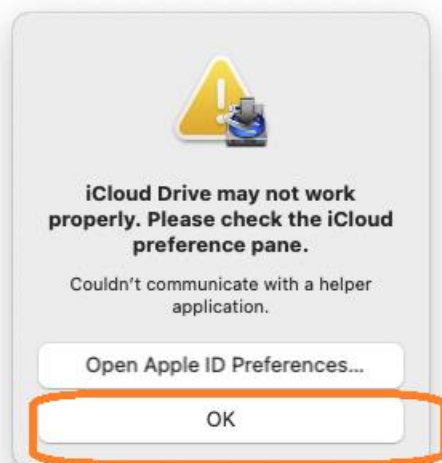 iCloud Drive may not work
properly. Please check the iCloud
preference pane.
Couldn't communicate with a helper
application.
Open Apple ID Preferences...
OK